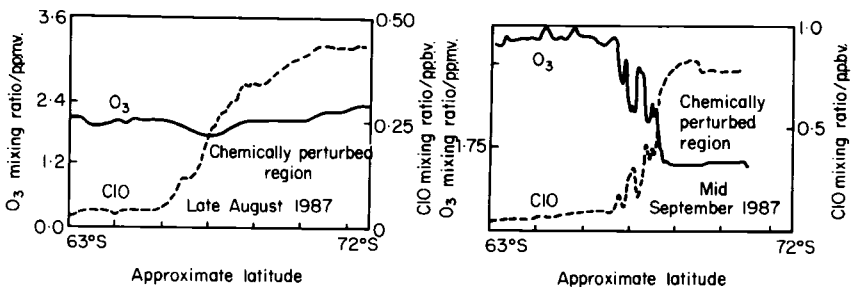 3.6
2.4
1.2
0.0
O₃ mixing ratio/ppmv.
O₃
ClO
Chemically perturbed
region
Late August 1987
0.50
0.25
0
ClO mixing ratio/ppbv.
63°S
72°S
Approximate latitude
O₃ mixing ratio/ppmv.
1.75
O₃
ClO
Chemically
perturbed
region
Mid
September 1987
1.0
0.5
0
ClO mixing ratio/ppbv
63°S
72°S
Approximate latitude